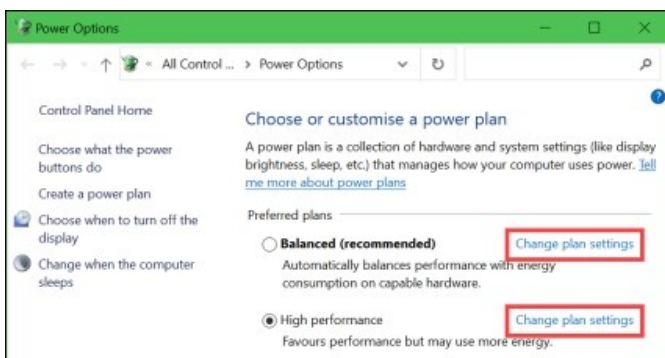 Power Options
All Control ... > Power Options
Control Panel Home
Choose what the power
buttons do
Create a power plan
Choose when to turn off the
display
Change when the computer
sleeps
Choose or customise a power plan
A power plan is a collection of hardware and system settings (like display
brightness, sleep, etc.) that manages how your computer uses power. Tell
me more about power plans
Preferred plans
Balanced (recommended) Change plan settings
Automatically balances performance with energy
consumption on capable hardware.
High performance Change plan settings
Favours performance but may use more energy.